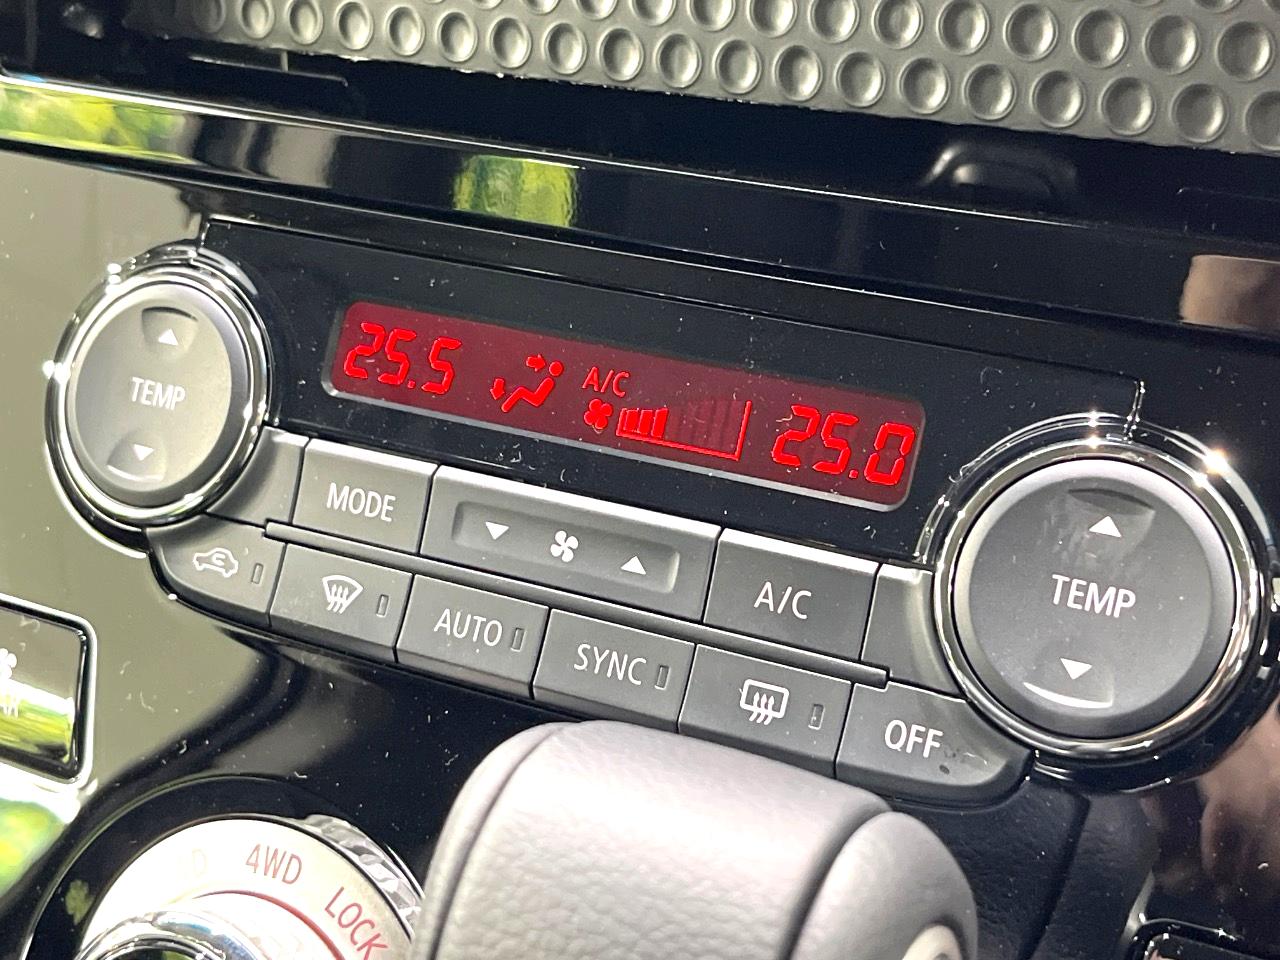 25.5
A/C
25.0
TEMP
MODE
A/C
TEMP
AUTO
SYNC
OFF
4WD
LOCK